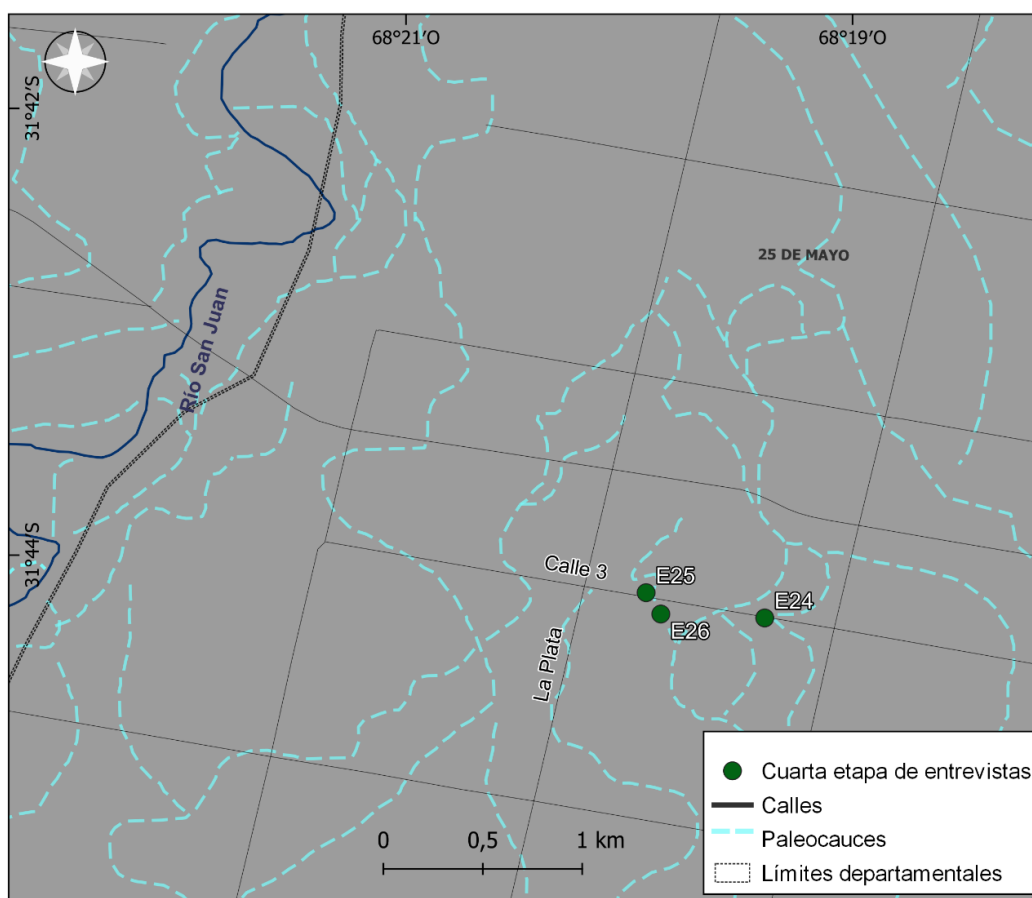 68°21'O
68°19'O
31°42'S
25 DE MAYO
Río San Juan
31°44'S
Calle 3
E25
E24
E26
La Plata
0 0,5 1 km
Cuarta etapa de entrevistas
Calles
Paleocauces
Límites departamentales